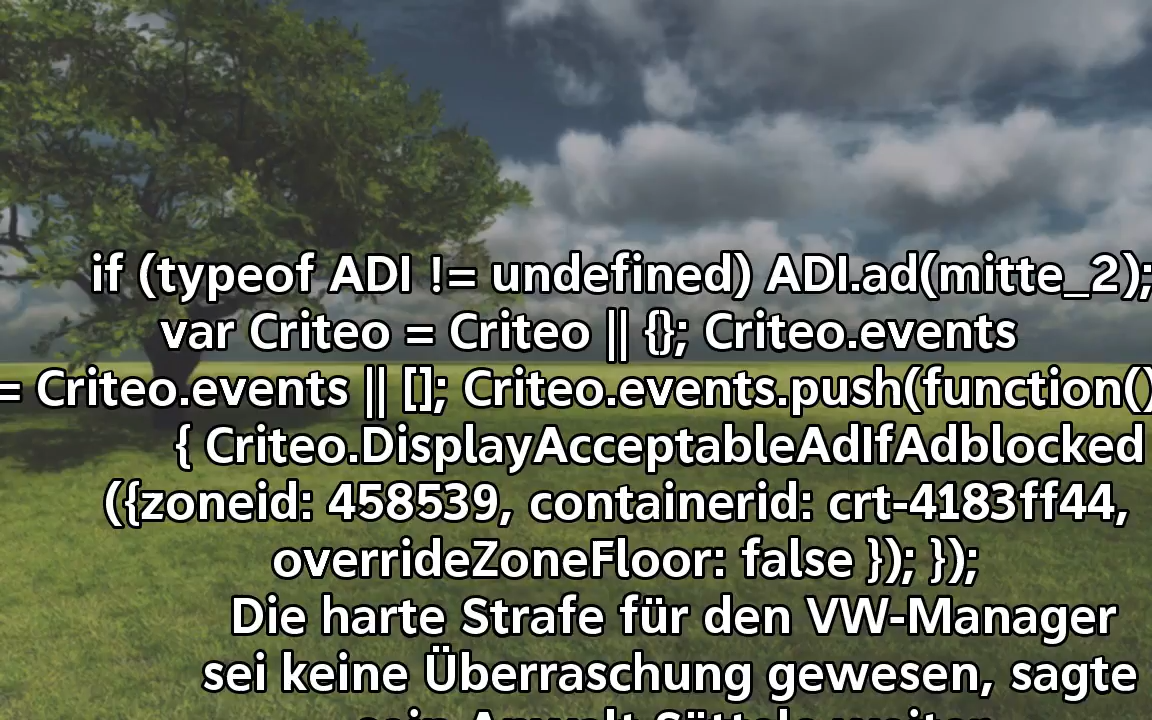 if (typeof ADI != undefined) ADI.ad(mitte_2);
var Criteo = Criteo || {}; Criteo.events
= Criteo.events || []; Criteo.events.push(function()
{ Criteo.DisplayAcceptableAdIfAdblocked
({zoneid: 458539, containerid: crt-4183ff44,
overrideZoneFloor: false }); });
Die harte Strafe für den VW-Manager
sei keine Überraschung gewesen, sagte
sein Anwalt